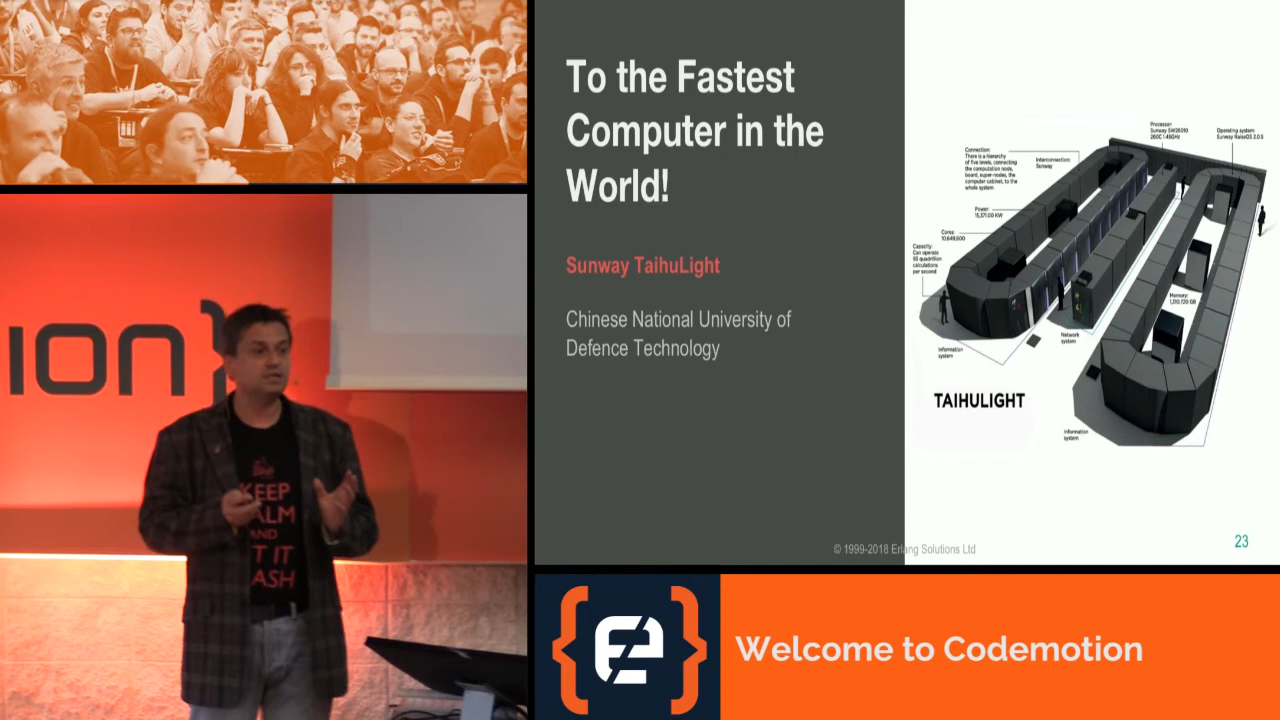 ion}
KEEP
ALM
AND
T IT
ASH
To the Fastest
Computer in the
World!
Sunway TaihuLight
Chinese National University of
Defence Technology
Processor:
Sunway SW26010
260C 1.45GHz
Operating system:
Sunway RaiseOS 2.0.5
Connection:
There is a hierarchy
of five levels, connecting
the computation node,
board, super-nodes, the
computer cabinet, to the
whole system
Interconnection:
Sunway
Power:
15,371.00 KW
Cores:
10,649,600
Capacity:
Can operate
93 quadrillion
calculations
per second
Memory:
1,310,720 GB
Information
system
Network
system
TAIHULIGHT
Information
system
© 1999-2018 Erlang Solutions Ltd
23
Welcome to Codemotion